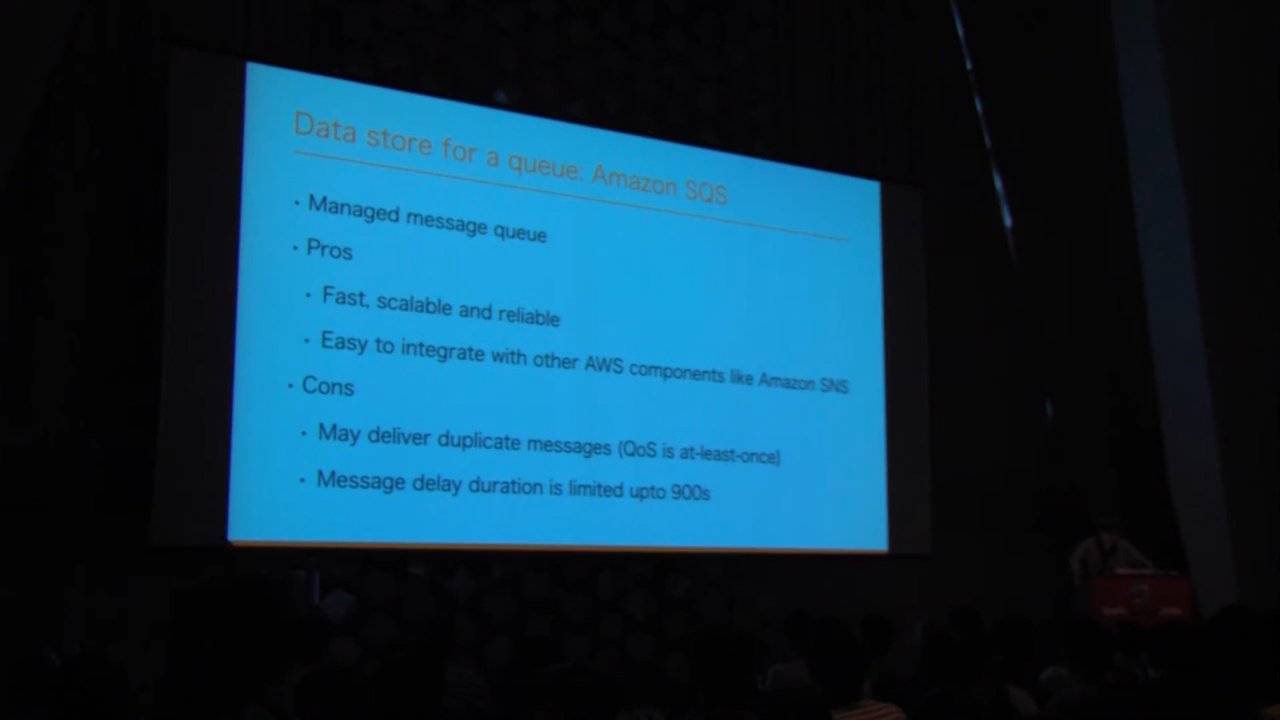 Data store for a queue: Amazon SQS
• Managed message queue
• Pros
• Fast, scalable and reliable
• Easy to integrate with other AWS components like Amazon SNS
• Cons
• May deliver duplicate messages (QoS is at-least-once)
• Message delay duration is limited upto 900s